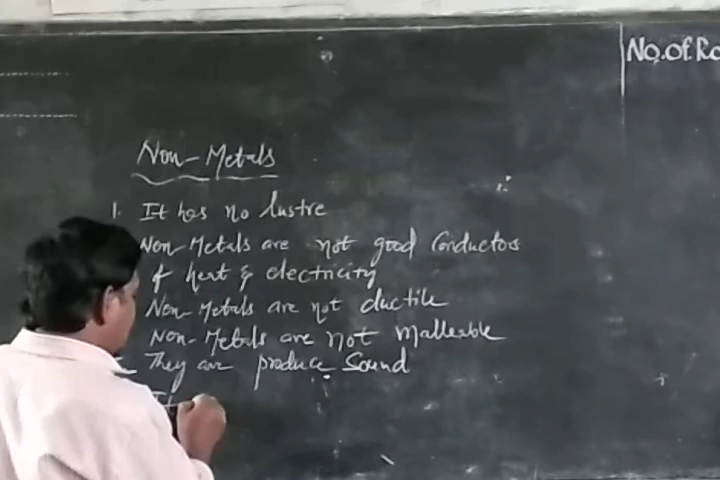 No. of Ro
Non-Metals
1. It has no lustre
Non-Metals are not good Conductors
of heat & electricity
Non-Metals are not ductile
Non-Metals are not Malleable
They are produce Sound
It